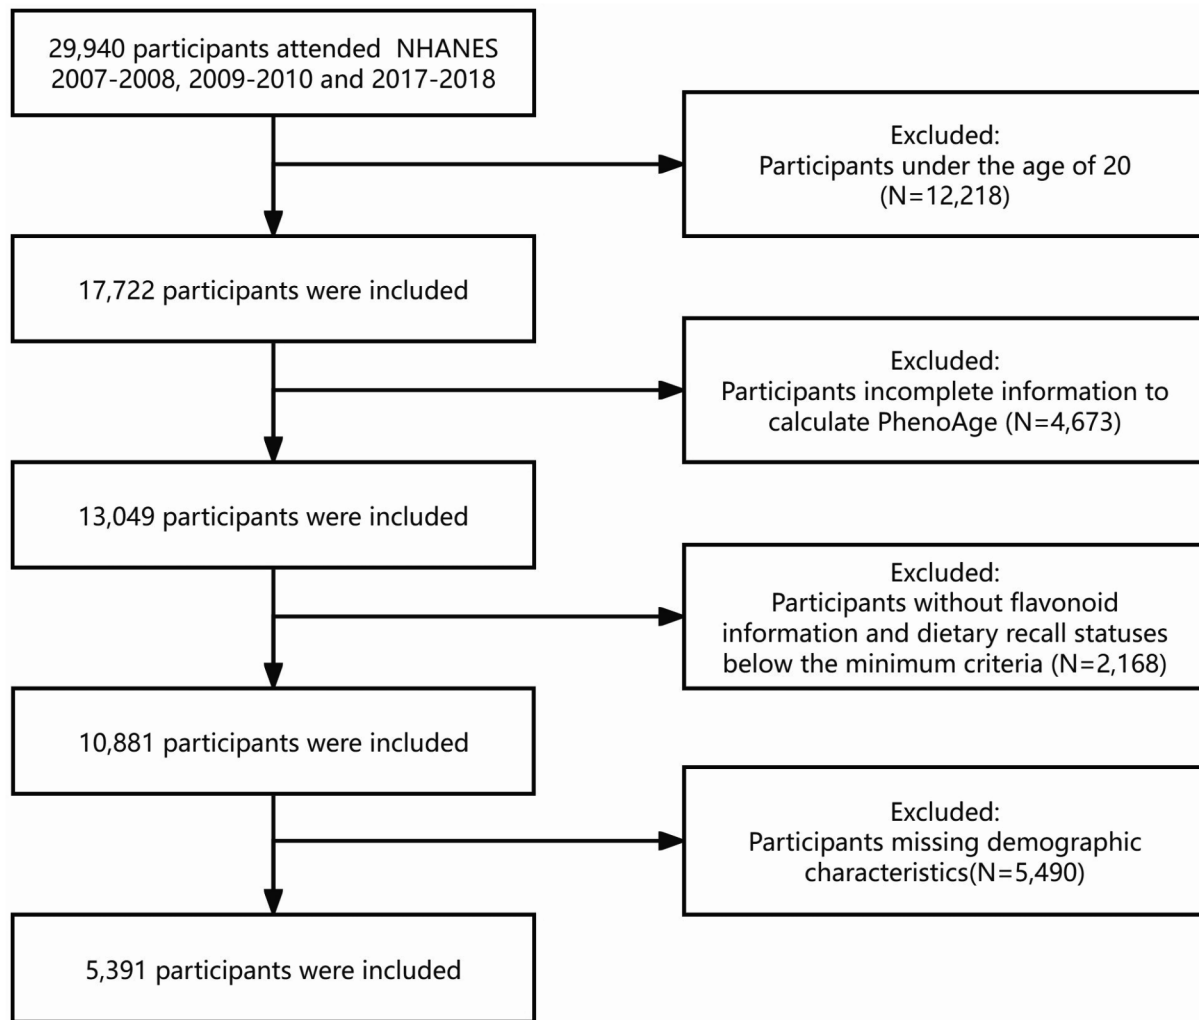 29,940 participants attended  NHANES
2007-2008, 2009-2010 and 2017-2018
Excluded:
Participants under the age of 20
(N=12,218)
17,722 participants were included
Excluded:
Participants incomplete information to
calculate PhenoAge (N=4,673)
13,049 participants were included
Excluded:
Participants without flavonoid
information and dietary recall statuses
below the minimum criteria (N=2,168)
10,881 participants were included
Excluded:
Participants missing demographic
characteristics(N=5,490)
5,391 participants were included